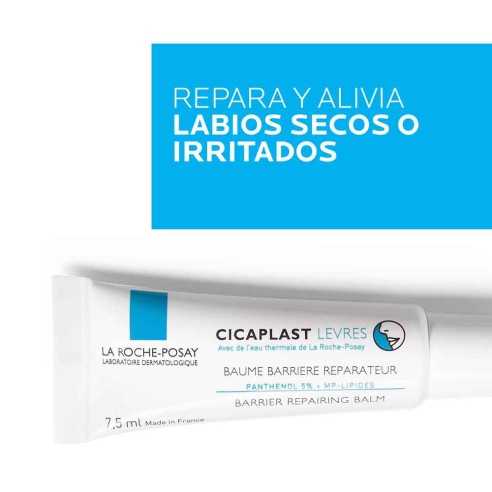 REPARA Y ALIVIA
LABIOS SECOS O
IRRITADOS
CICAPLAST LEVRES
Avec de l'eau thermale de La Roche-Posay
LA ROCHE-POSAY
LABORATOIRE DERMATOLOGIQUE
BAUME BARRIERE REPARATEUR
PANTHENOL 5% + MP-LIPIDES
BARRIER REPAIRING BALM
7,5 ml Made in France